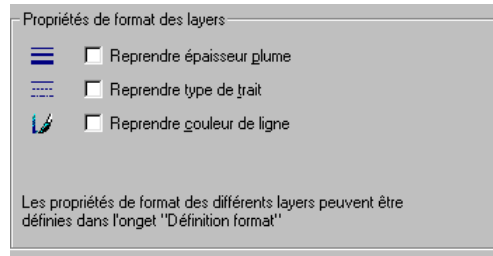 Propriétés de format des layers
Reprendre épaisseur plume
Reprendre type de trait
Reprendre couleur de ligne
Les propriétés de format des différents layers peuvent être
définies dans l'onget "Définition format"